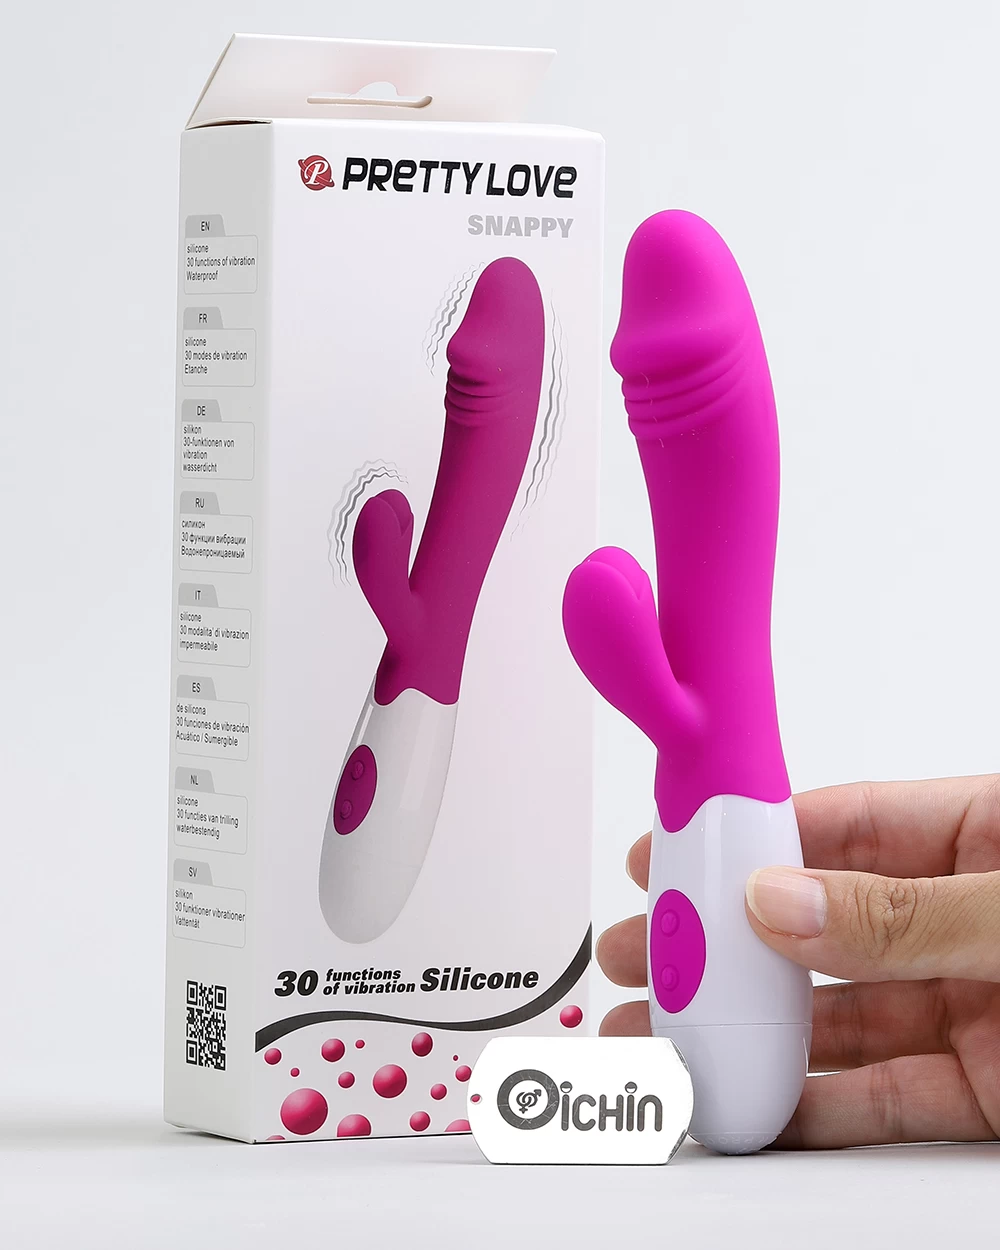 PRETTYLOVE
SNAPPY
EN
silicone
30 functions of vibration
Waterproof
FR
silicone
30 modes de vibration
Etanche
DE
silikon
30-funktionen von
vibration
wasserdicht
RU
силикон
30 функции вибрации
Водонепроницаемый
IT
silicone
30 modalita' di vibrazion
impermeabile
ES
de silicona
30 funciones de vibración
Acuático / Sumergible
NL
silicone
30 functies van trilling
waterbestendig
SV
silikon
30 funktioner vibrationer
Vattentät
30 functions
of vibration Silicone
Oichin